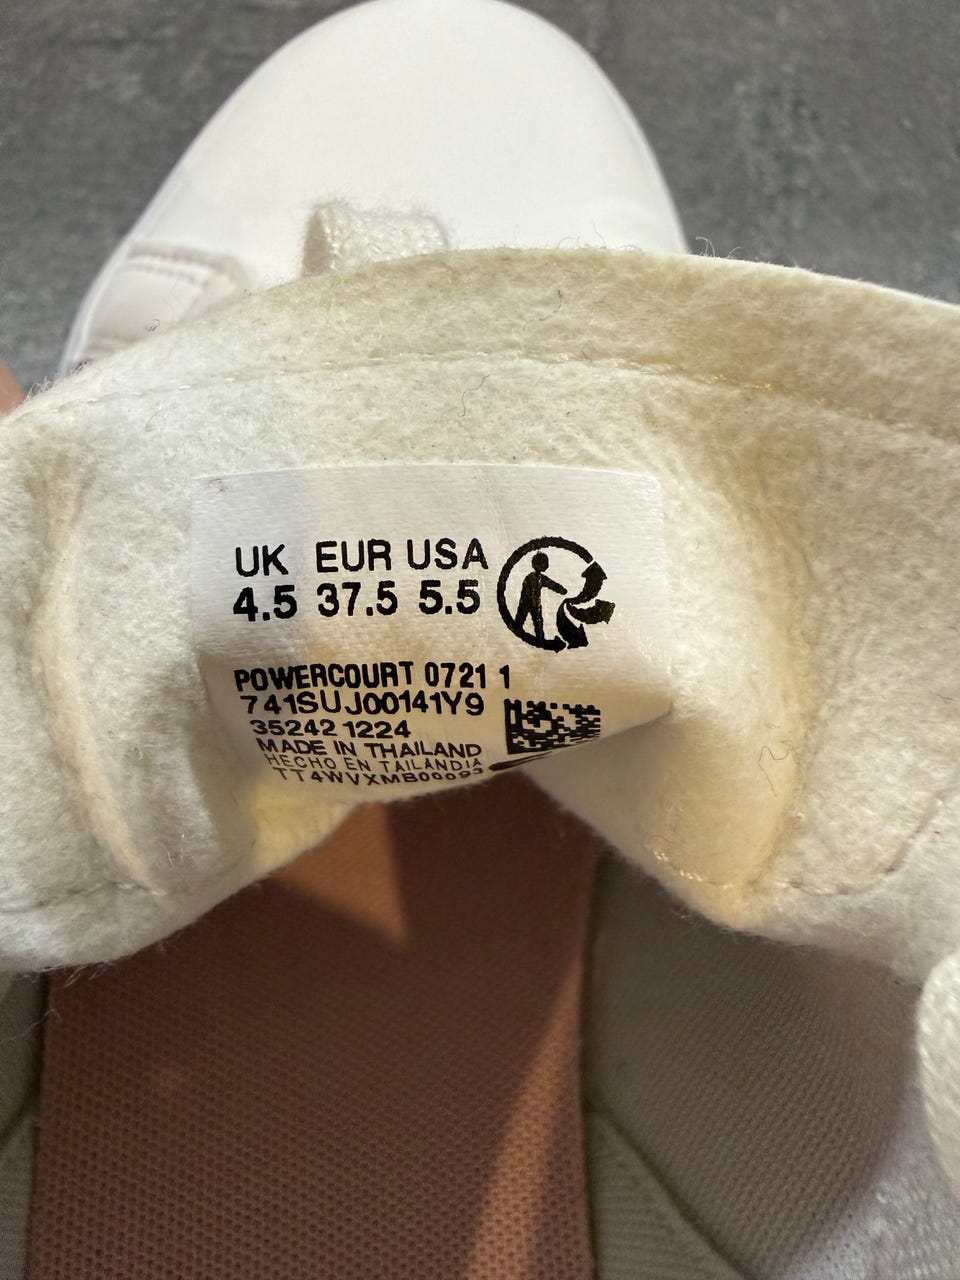 UK EUR USA
4.5 37.5 5.5
POWERCOURT 0721 1
741SUJ00141Y9
35242 1224
MADE IN THAILAND
HECHO EN TAILANDIA
TT4WVXMB00093